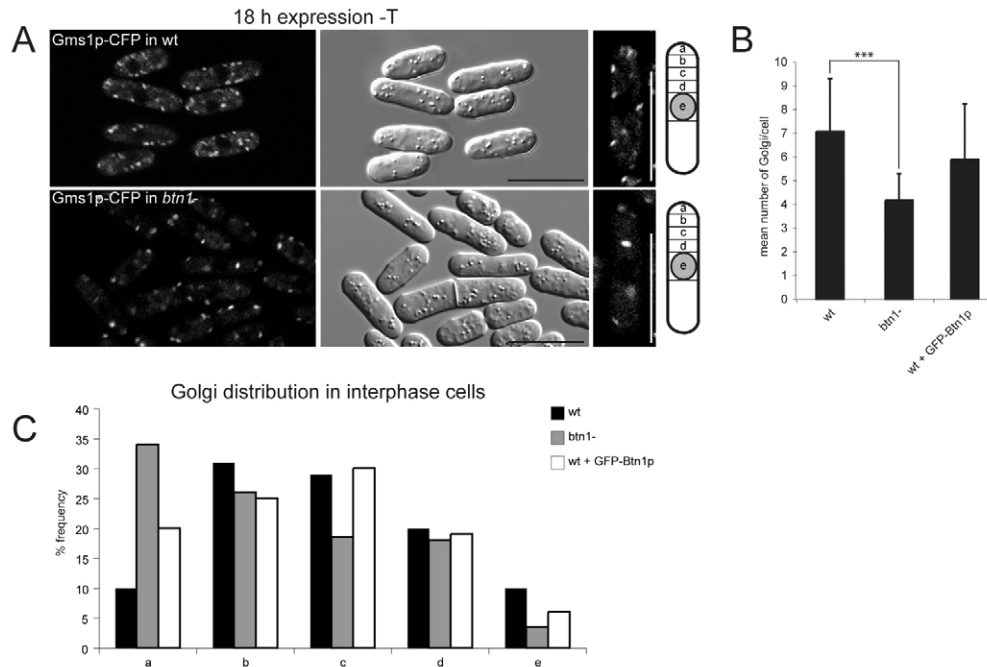 18 h expression -T
A
Gms1p-CFP in wt
a
b
c
d
e
Gms1p-CFP in btn1-
a
b
c
d
e
B
***
10
9
8
7
6
5
4
3
2
1
0
mean number of Golgi/cell
wt
btn1-
wt + GFP-Btn1p
C
Golgi distribution in interphase cells
40
35
30
25
20
15
10
5
0
% frequency
a b c d e
wt
btn1-
wt + GFP-Btn1p